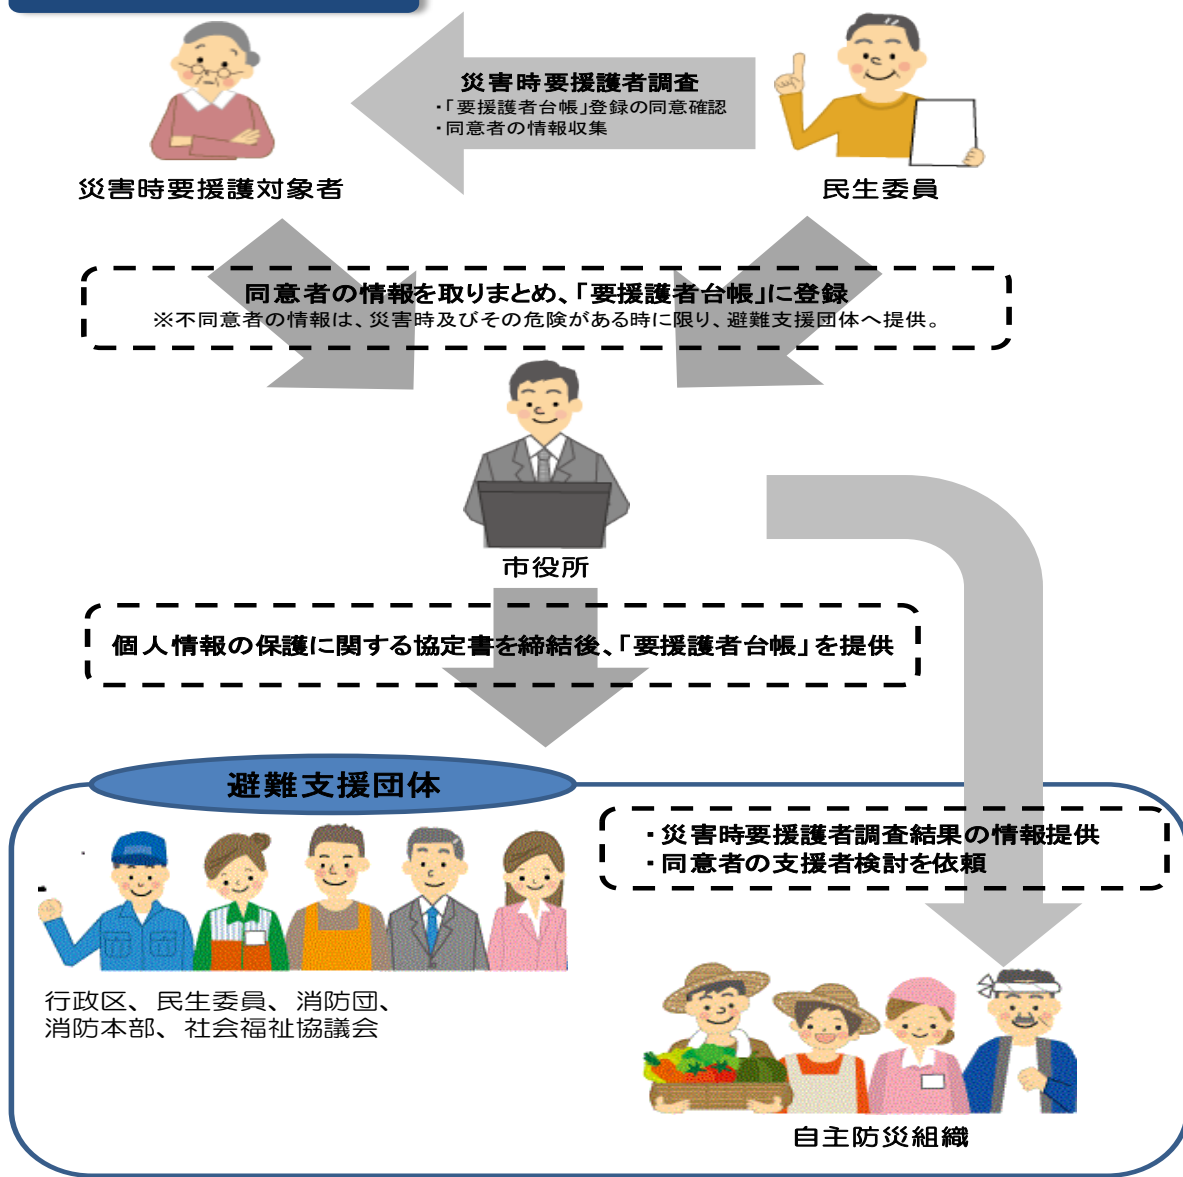 災害時要援護者調査
・「要援護者台帳」登録の同意確認
・同意者の情報収集
災害時要援護対象者
民生委員
同意者の情報を取りまとめ、「要援護者台帳」に登録
※不同意者の情報は、災害時及びその危険がある時に限り、避難支援団体へ提供。
市役所
個人情報の保護に関する協定書を締結後、「要援護者台帳」を提供
避難支援団体
・災害時要援護者調査結果の情報提供
・同意者の支援者検討を依頼
行政区、民生委員、消防団、
消防本部、社会福祉協議会
自主防災組織